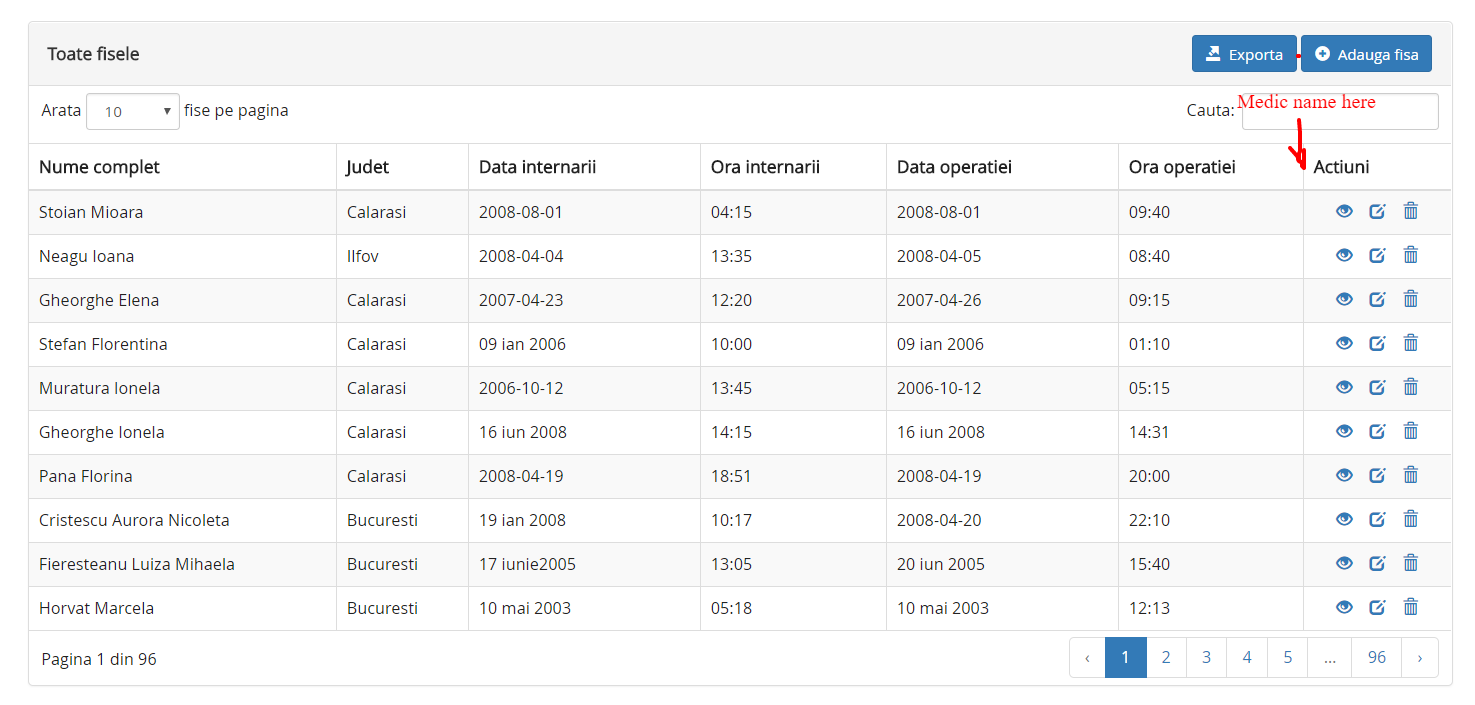 Toate fisele Exporta Adauga fisa
Arata 10 fise pe pagina Cauta: Medic name here
Nume complet Judet Data internarii Ora internarii Data operatiei Ora operatiei Actiuni
Stoian Mioara Calarasi 2008-08-01 04:15 2008-08-01 09:40
Neagu Ioana Ilfov 2008-04-04 13:35 2008-04-05 08:40
Gheorghe Elena Calarasi 2007-04-23 12:20 2007-04-26 09:15
Stefan Florentina Calarasi 09 ian 2006 10:00 09 ian 2006 01:10
Muratura Ionela Calarasi 2006-10-12 13:45 2006-10-12 05:15
Gheorghe Ionela Calarasi 16 iun 2008 14:15 16 iun 2008 14:31
Pana Florina Calarasi 2008-04-19 18:51 2008-04-19 20:00
Cristescu Aurora Nicoleta Bucuresti 19 ian 2008 10:17 2008-04-20 22:10
Fieresteanu Luiza Mihaela Bucuresti 17 iunie2005 13:05 20 iun 2005 15:40
Horvat Marcela Bucuresti 10 mai 2003 05:18 10 mai 2003 12:13
Pagina 1 din 96 ‹ 1 2 3 4 5 ... 96 ›